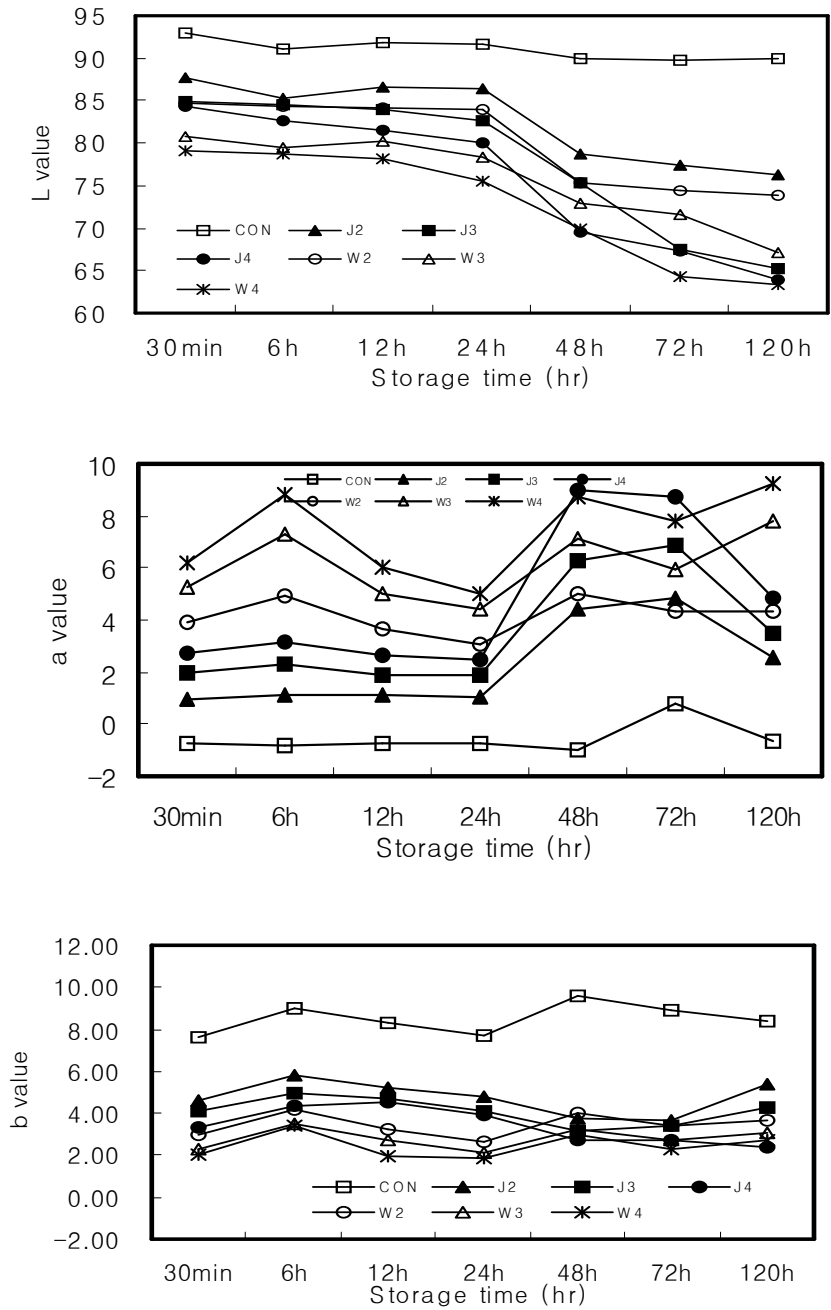 95
90
85
80
75
70
65
60
L value
CON J2 J3
J4 W2 W3
W4
30min 6h 12h 24h 48h 72h 120h
Storage time (hr)
10
8
6
4
2
0
−2
a value
CON J2 J3 J4
W2 W3 W4
30min 6h 12h 24h 48h 72h 120h
Storage time (hr)
12.00
10.00
8.00
6.00
4.00
2.00
0.00
−2.00
b value
CON J2 J3 J4
W2 W3 W4
30min 6h 12h 24h 48h 72h 120h
Storage time (hr)